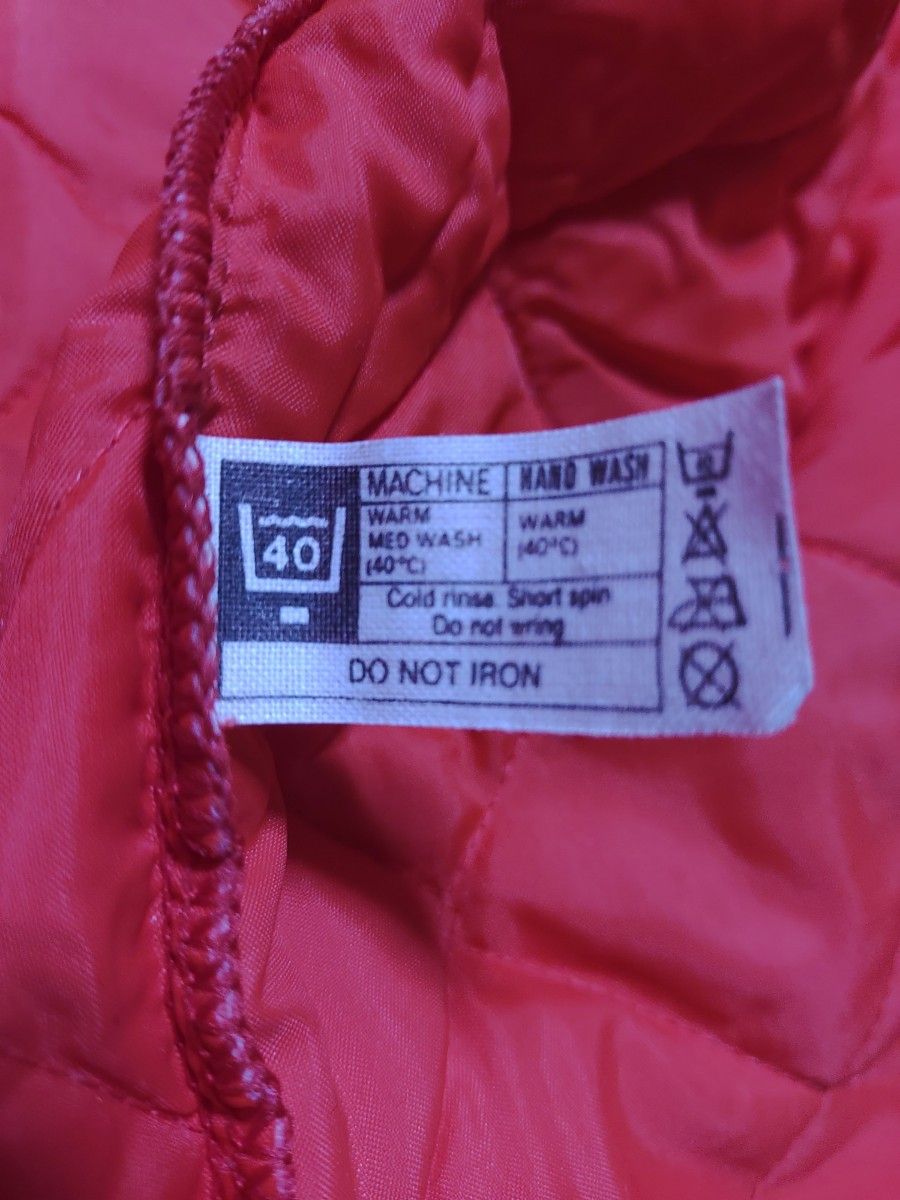 40
MACHINE
HAND WASH
WARM
MED WASH
(40°C)
WARM
(40°C)
Cold rinse. Short spin
Do not wring
DO NOT IRON
40